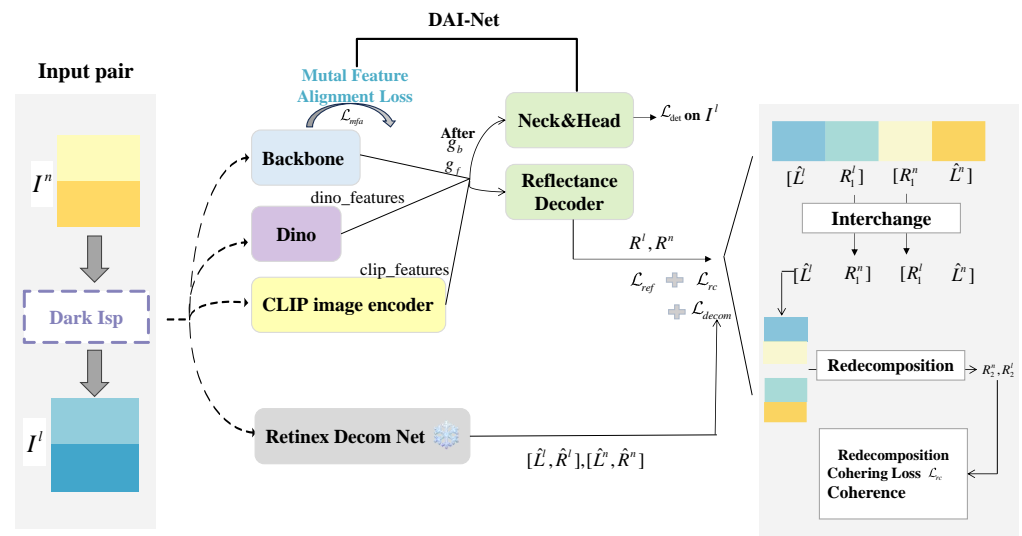 DAI-Net
Input pair
Mutal Feature
Alignment Loss
ℒ_mfa
I^n
Dark Isp
I^l
Backbone
Dino
CLIP image encoder
Retinex Decom Net
dino_features
clip_features
After
g_b
g_f
Neck&Head
Reflectance
Decoder
ℒ_det on I^l
R^l, R^n
ℒ_ref + ℒ_rc
+ ℒ_decom
[L̂^l, R̂^l],[L̂^n, R̂^n]
[L̂^l R_1^l] [R_1^n L̂^n]
Interchange
[L̂^l R_1^n] [R_1^l L̂^n]
Redecomposition
R_2^n, R_2^l
Redecomposition
Cohering Loss ℒ_rc
Coherence